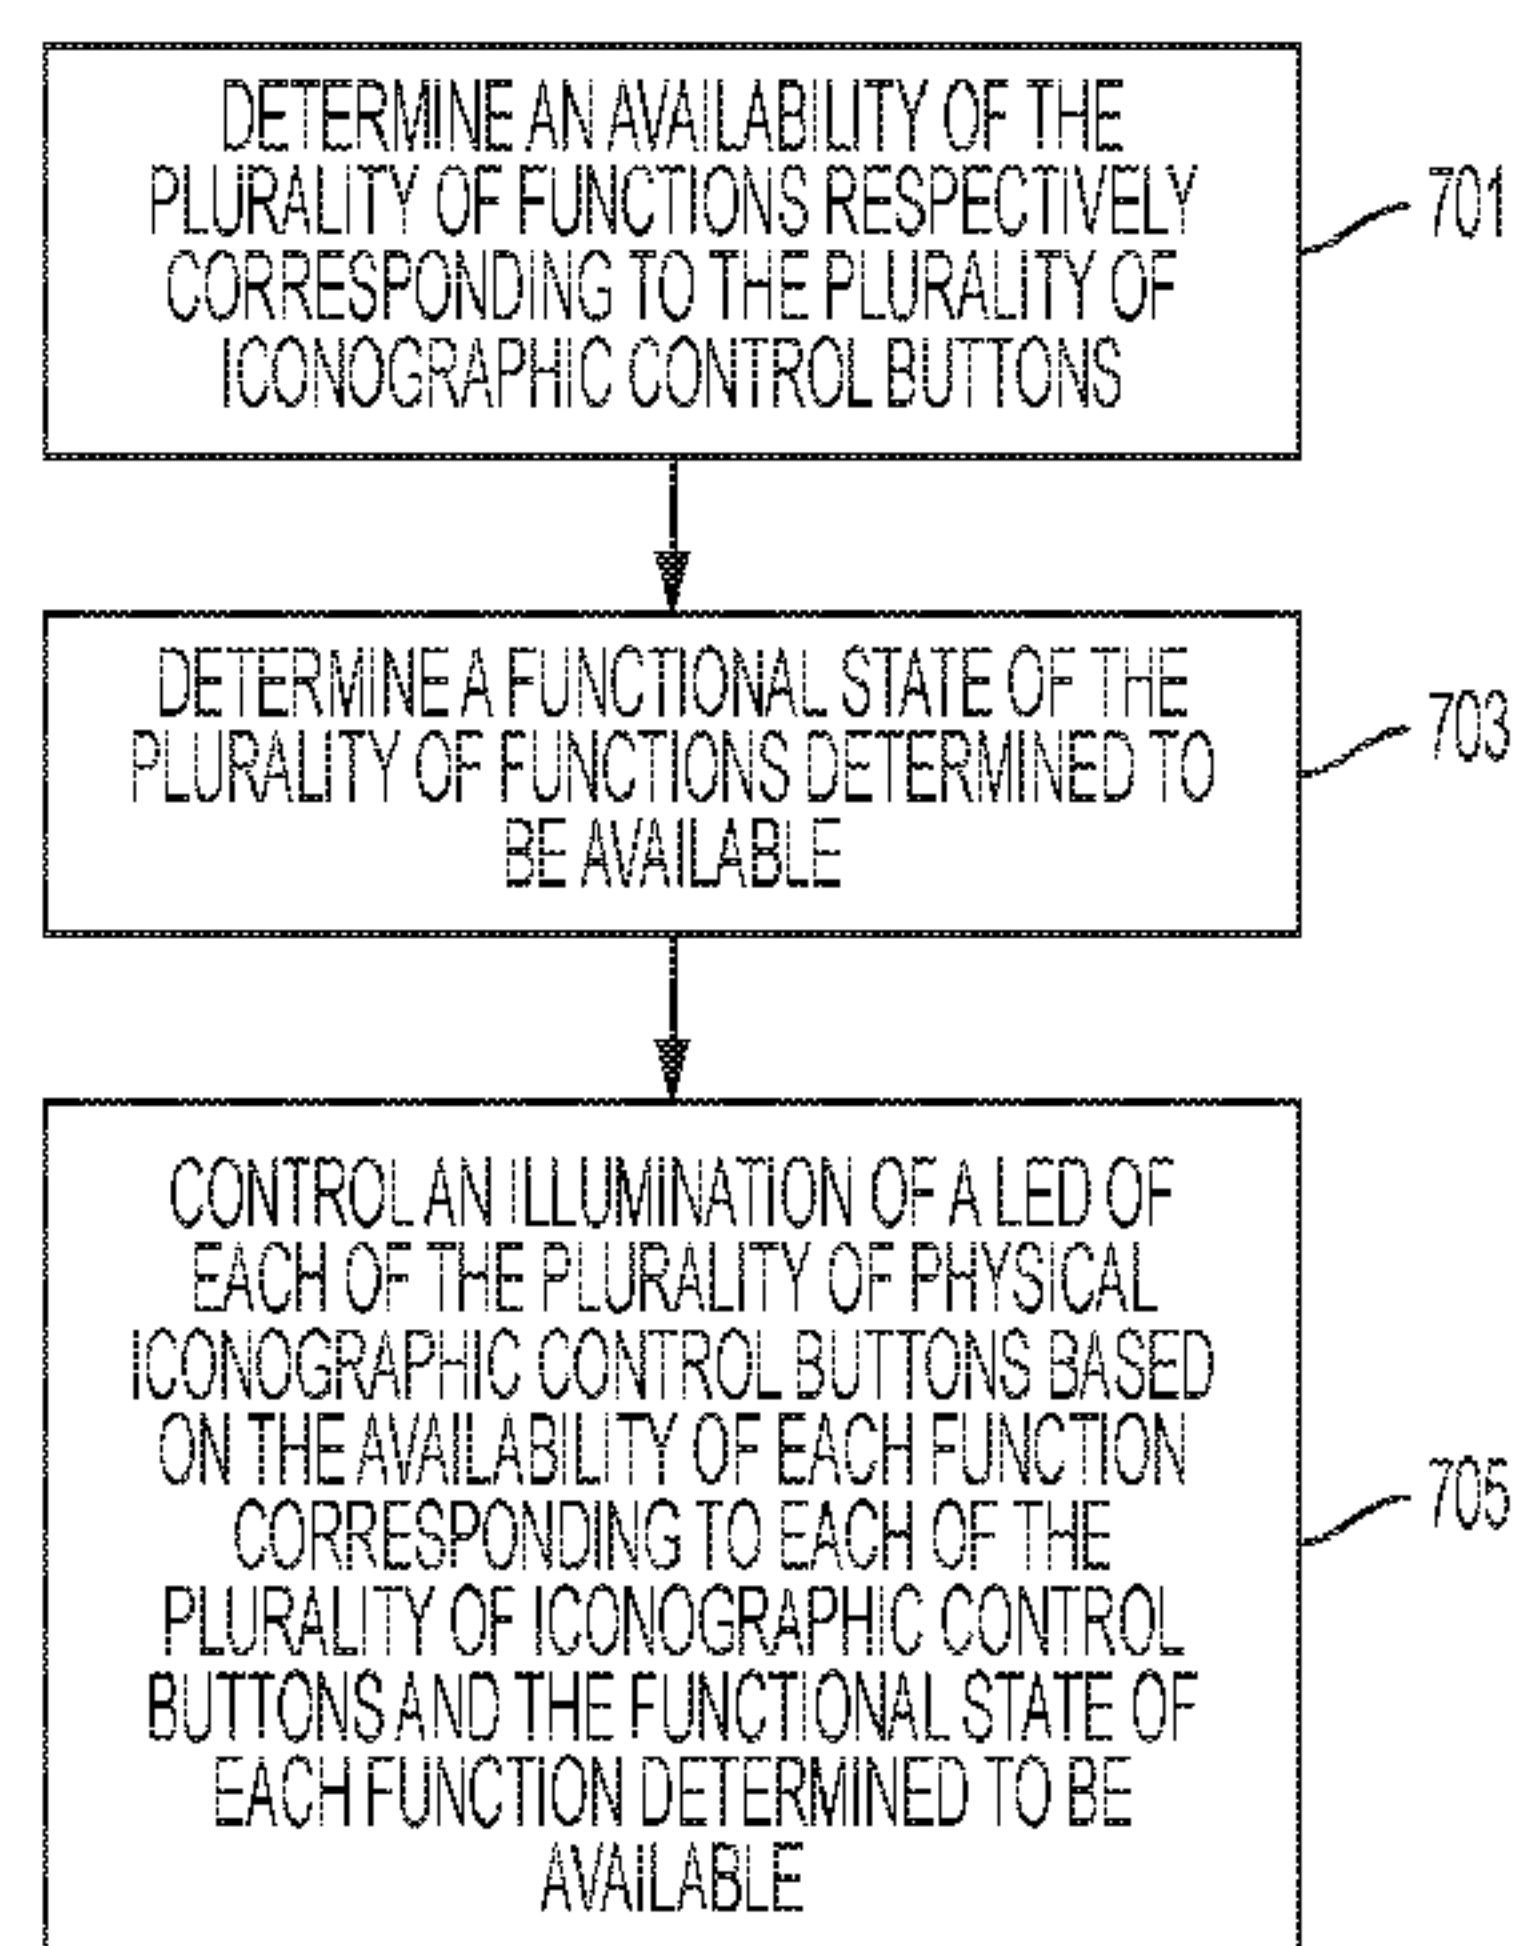 DETERMINE AN AVAILABILITY OF THE
PLURALITY OF FUNCTIONS RESPECTIVELY
CORRESPONDING TO THE PLURALITY OF
ICONOGRAPHIC CONTROL BUTTONS
701
DETERMINE A FUNCTIONAL STATE OF THE
PLURALITY OF FUNCTIONS DETERMINED TO
BE AVAILABLE
703
CONTROL AN ILLUMINATION OF A LED OF
EACH OF THE PLURALITY OF PHYSICAL
ICONOGRAPHIC CONTROL BUTTONS BASED
ON THE AVAILABILITY OF EACH FUNCTION
CORRESPONDING TO EACH OF THE
PLURALITY OF ICONOGRAPHIC CONTROL
BUTTONS AND THE FUNCTIONAL STATE OF
EACH FUNCTION DETERMINED TO BE
AVAILABLE
705